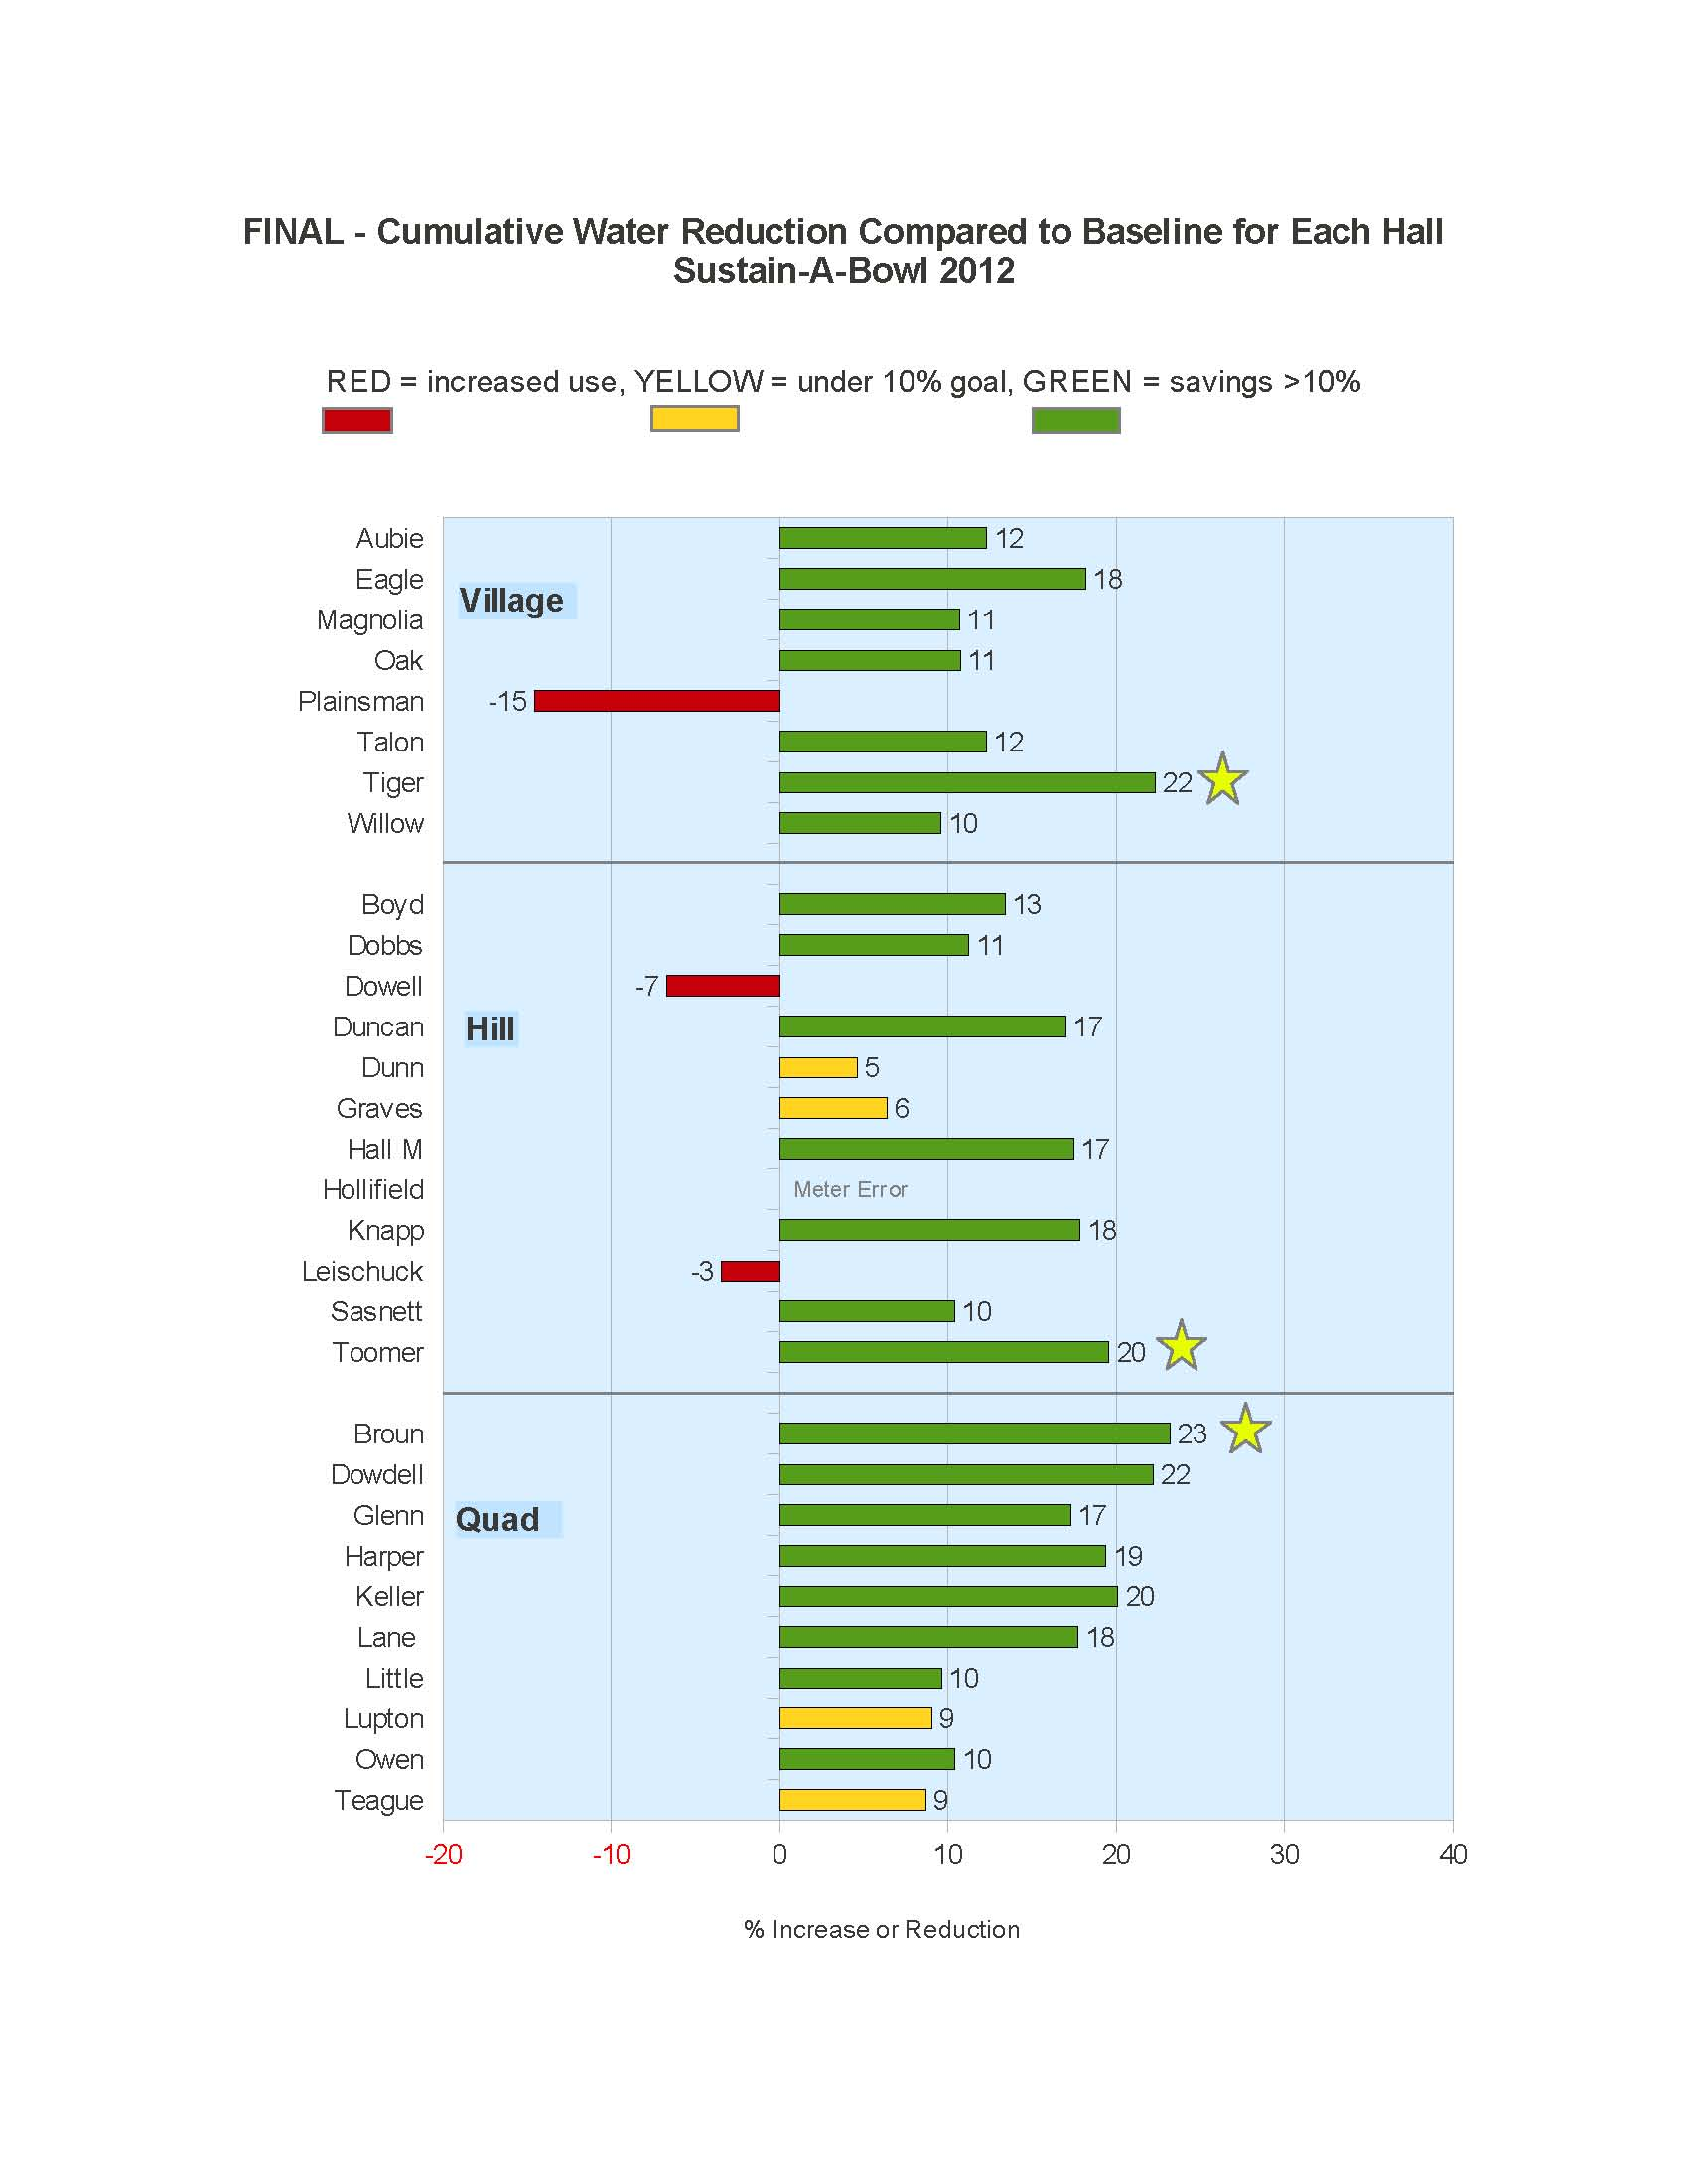 FINAL - Cumulative Water Reduction Compared to Baseline for Each Hall
Sustain-A-Bowl 2012
RED = increased use, YELLOW = under 10% goal, GREEN = savings >10%
Aubie 12
Eagle 18
Village
Magnolia 11
Oak 11
Plainsman -15
Talon 12
Tiger 22
Willow 10
Boyd 13
Dobbs 11
Dowell -7
Hill
Duncan 17
Dunn 5
Graves 6
Hall M 17
Hollifield Meter Error
Knapp 18
Leischuck -3
Sasnett 10
Toomer 20
Broun 23
Dowdell 22
Quad
Glenn 17
Harper 19
Keller 20
Lane 18
Little 10
Lupton 9
Owen 10
Teague 9
-20 -10 0 10 20 30 40
% Increase or Reduction